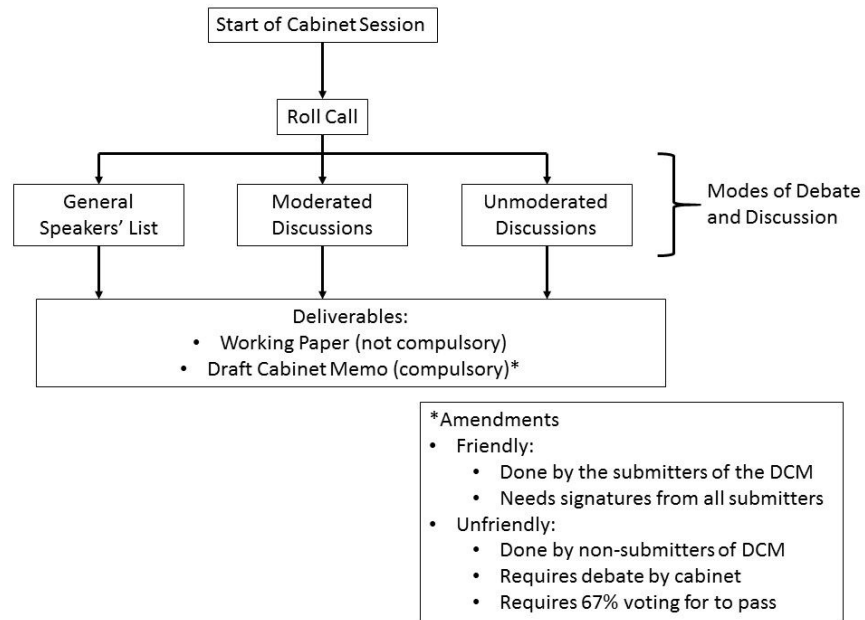 Start of Cabinet Session
Roll Call
General
Speakers' List
Moderated
Discussions
Unmoderated
Discussions
Modes of Debate
and Discussion
Deliverables:
• Working Paper (not compulsory)
• Draft Cabinet Memo (compulsory)*
*Amendments
• Friendly:
• Done by the submitters of the DCM
• Needs signatures from all submitters
• Unfriendly:
• Done by non-submitters of DCM
• Requires debate by cabinet
• Requires 67% voting for to pass